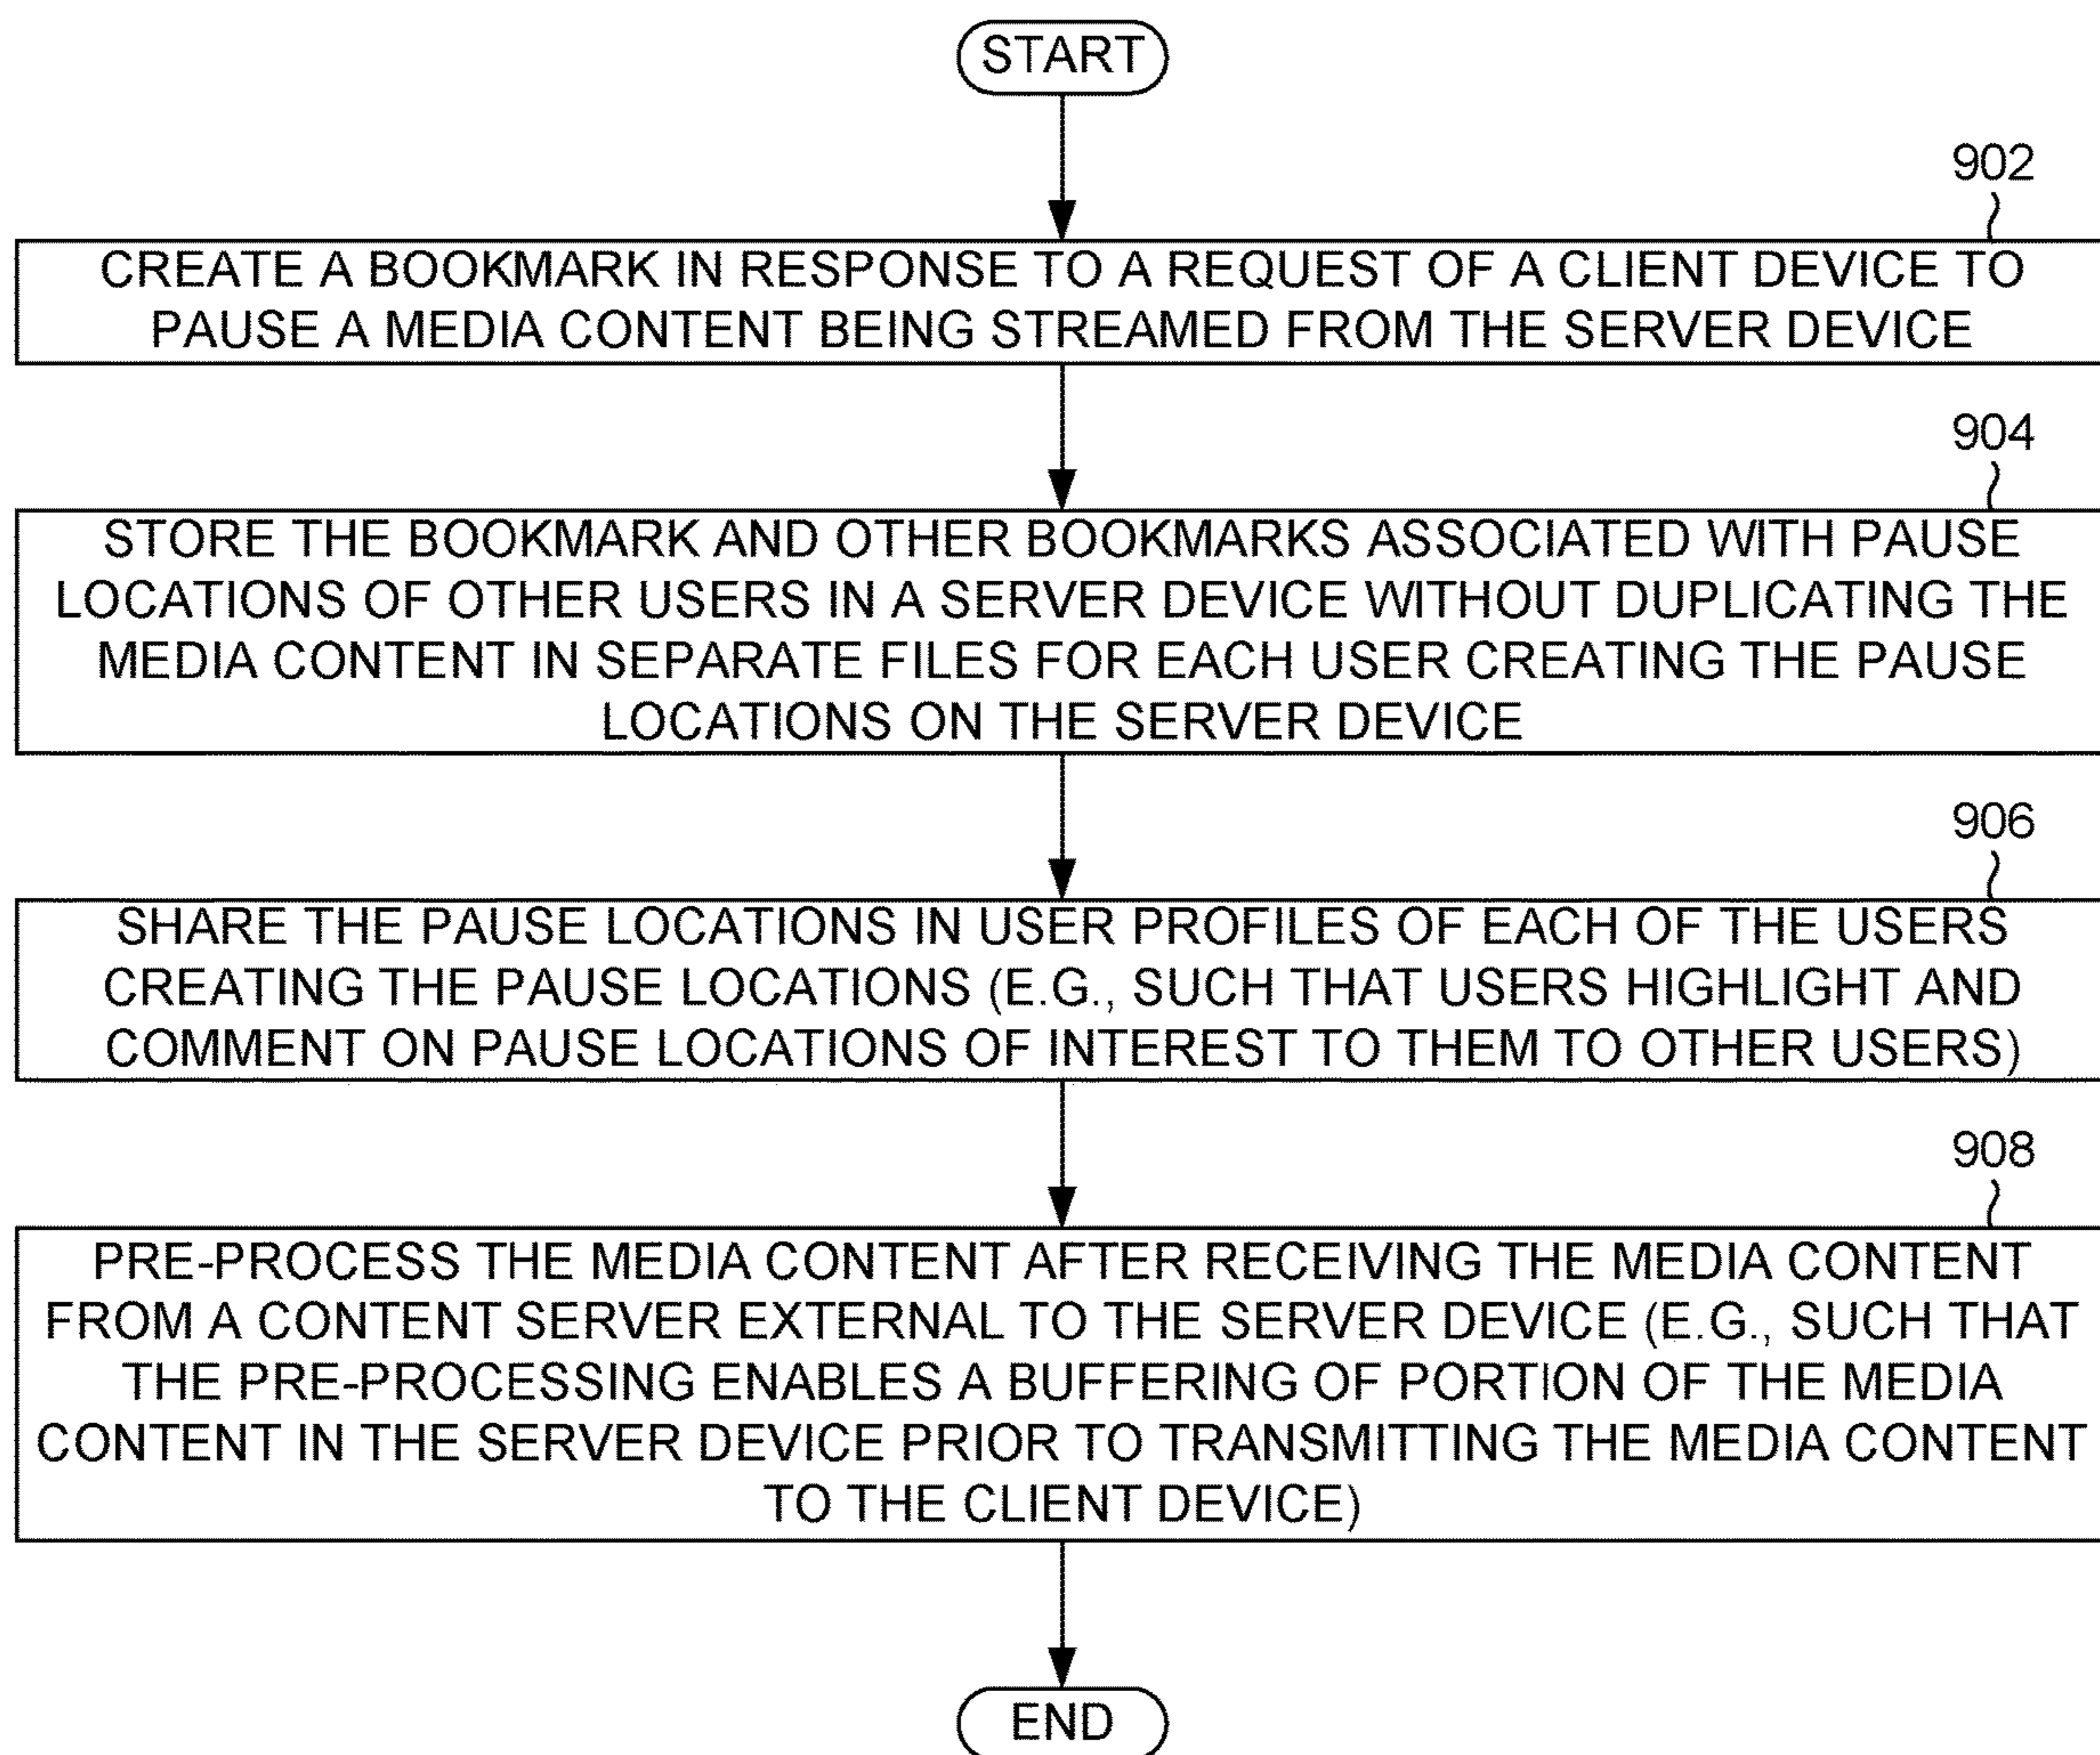 START
902
CREATE A BOOKMARK IN RESPONSE TO A REQUEST OF A CLIENT DEVICE TO
PAUSE A MEDIA CONTENT BEING STREAMED FROM THE SERVER DEVICE
904
STORE THE BOOKMARK AND OTHER BOOKMARKS ASSOCIATED WITH PAUSE
LOCATIONS OF OTHER USERS IN A SERVER DEVICE WITHOUT DUPLICATING THE
MEDIA CONTENT IN SEPARATE FILES FOR EACH USER CREATING THE PAUSE
LOCATIONS ON THE SERVER DEVICE
906
SHARE THE PAUSE LOCATIONS IN USER PROFILES OF EACH OF THE USERS
CREATING THE PAUSE LOCATIONS (E.G., SUCH THAT USERS HIGHLIGHT AND
COMMENT ON PAUSE LOCATIONS OF INTEREST TO THEM TO OTHER USERS)
908
PRE-PROCESS THE MEDIA CONTENT AFTER RECEIVING THE MEDIA CONTENT
FROM A CONTENT SERVER EXTERNAL TO THE SERVER DEVICE (E.G., SUCH THAT
THE PRE-PROCESSING ENABLES A BUFFERING OF PORTION OF THE MEDIA
CONTENT IN THE SERVER DEVICE PRIOR TO TRANSMITTING THE MEDIA CONTENT
TO THE CLIENT DEVICE)
END